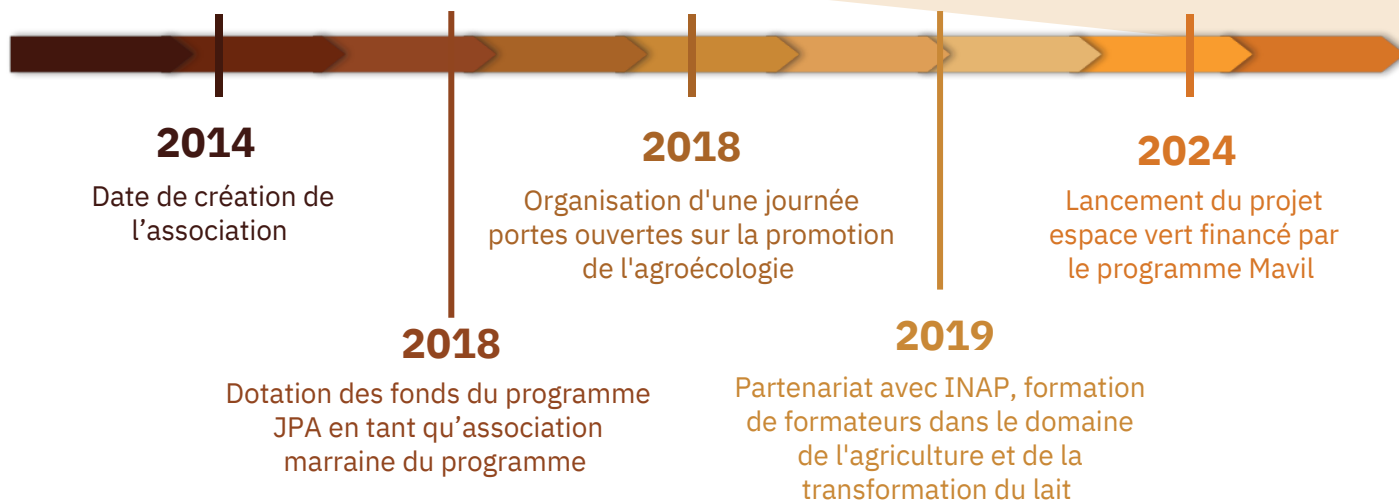 2014
Date de création de
l’association
2018
Dotation des fonds du programme
JPA en tant qu’association
marraine du programme
2018
Organisation d'une journée
portes ouvertes sur la promotion
de l'agroécologie
2019
Partenariat avec INAP, formation
de formateurs dans le domaine
de l'agriculture et de la
transformation du lait
2024
Lancement du projet
espace vert financé par
le programme Mavil